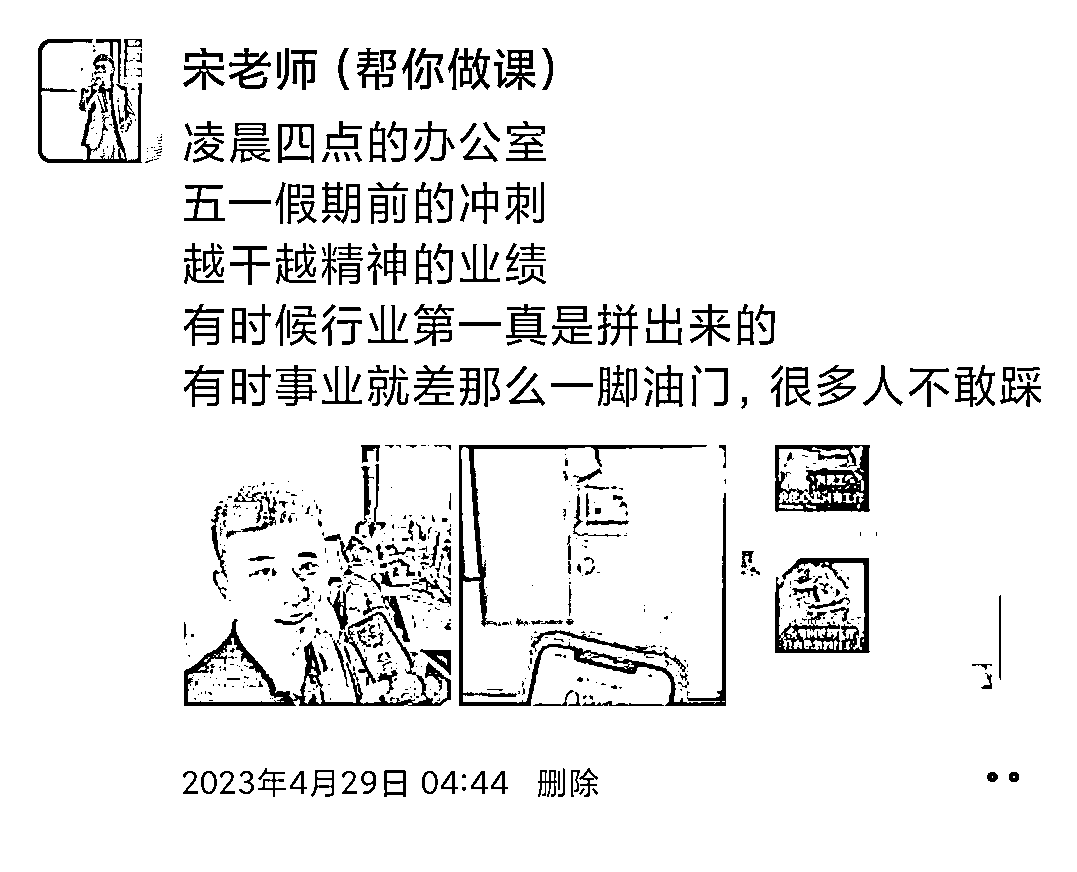 宋老师（帮你做课）
凌晨四点的办公室
五一假期前的冲刺
越干越精神的业绩
有时候行业第一真是拼出来的
有时事业就差那么一脚油门，很多人不敢踩
2023年4月29日 04:44 删除